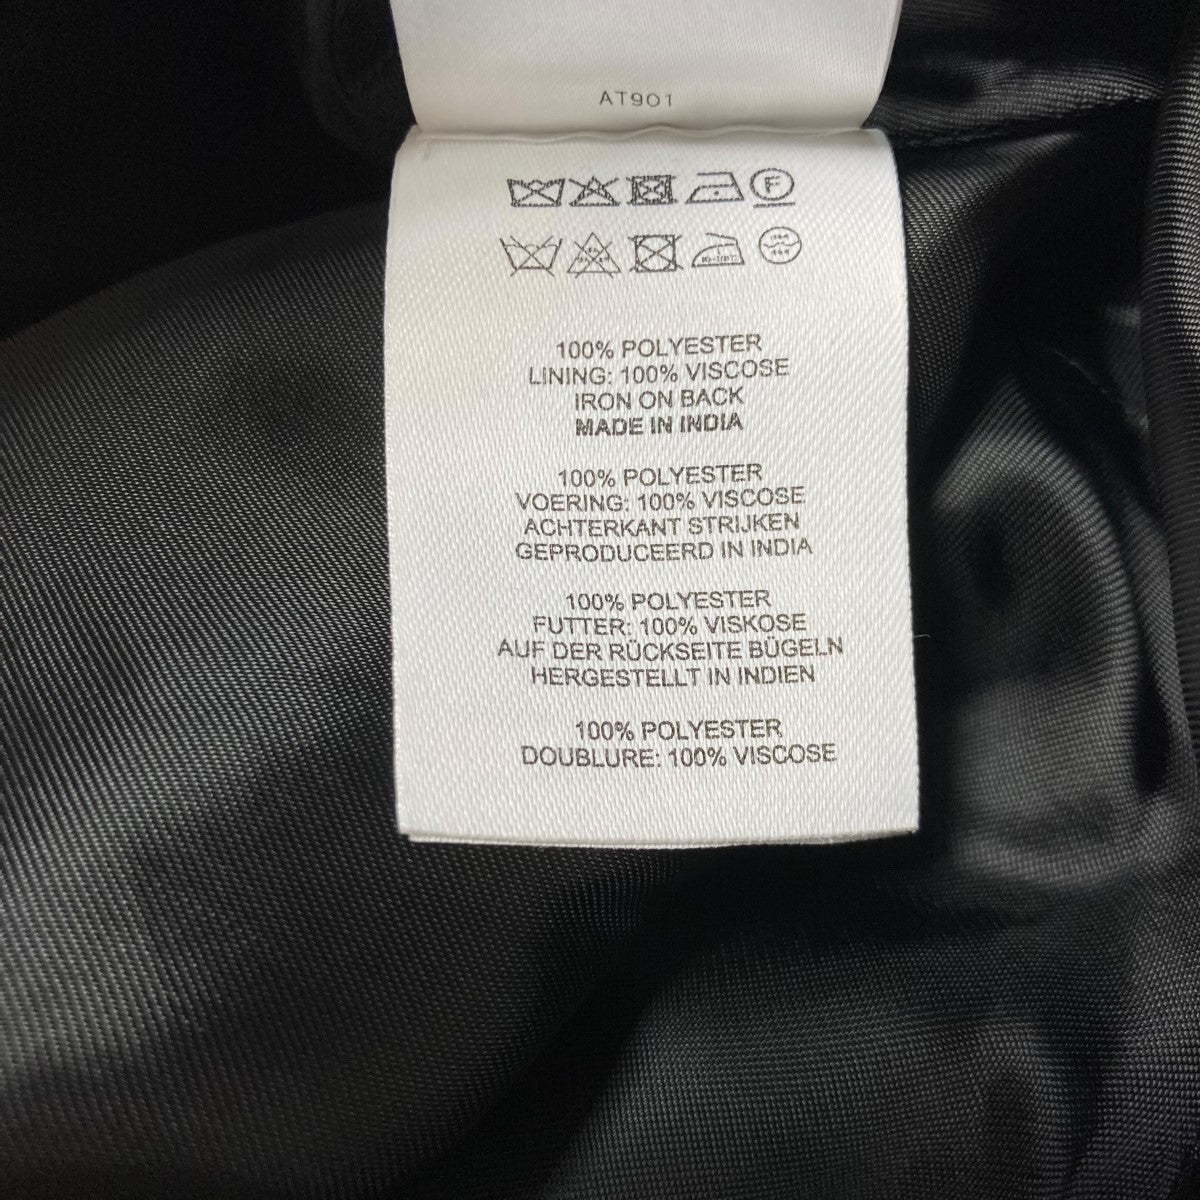 AT901
F
100% POLYESTER
LINING: 100% VISCOSE
IRON ON BACK
MADE IN INDIA
100% POLYESTER
VOERING: 100% VISCOSE
ACHTERKANT STRIJKEN
GEPRODUCEERD IN INDIA
100% POLYESTER
FUTTER: 100% VISKOSE
AUF DER RÜCKSEITE BÜGELN
HERGESTELLT IN INDIEN
100% POLYESTER
DOUBLURE: 100% VISCOSE